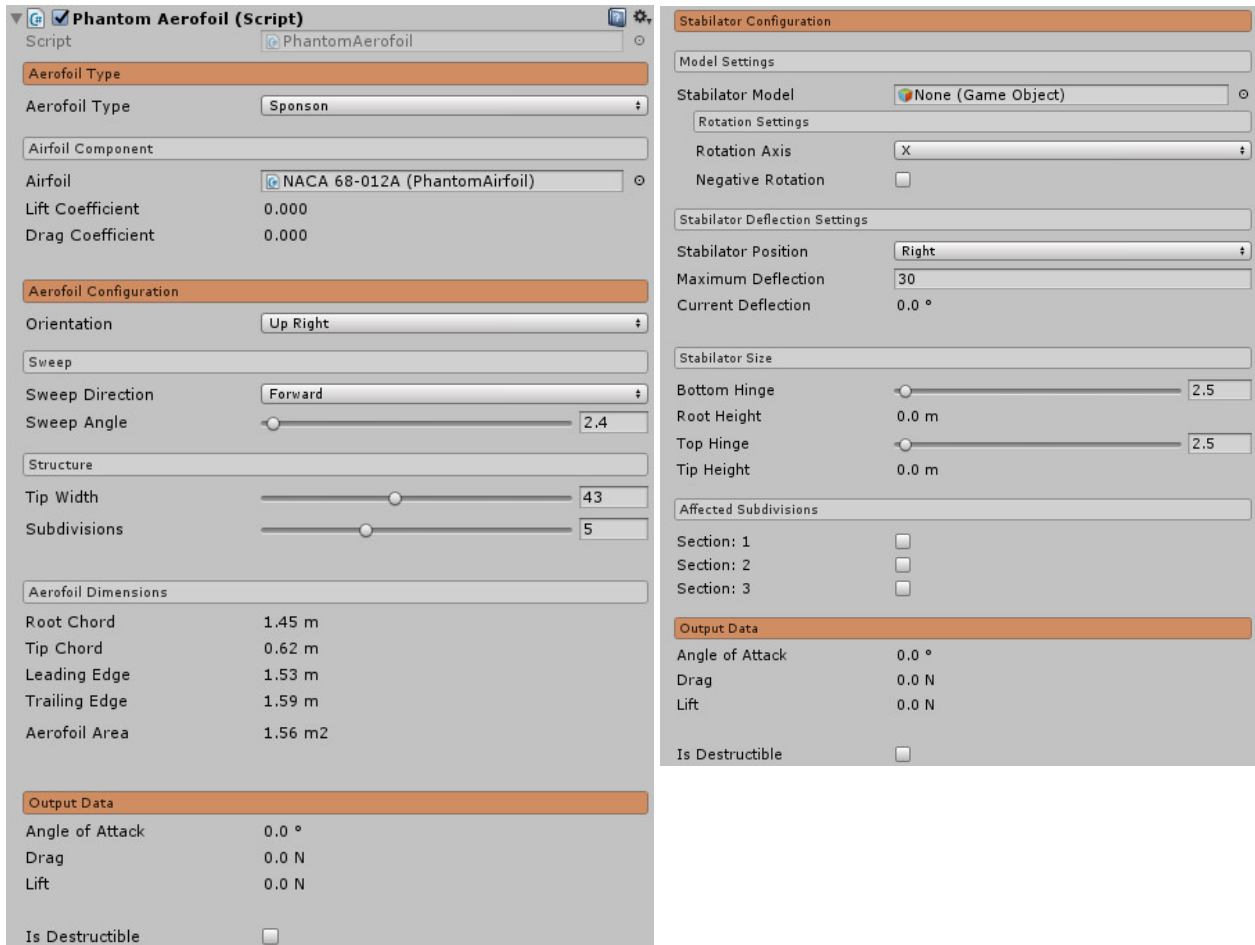 Phantom Aerofoil (Script)
Script PhantomAerofoil
Aerofoil Type
Aerofoil Type Sponson
Airfoil Component
Airfoil NACA 68-012A (PhantomAirfoil)
Lift Coefficient 0.000
Drag Coefficient 0.000
Aerofoil Configuration
Orientation Up Right
Sweep
Sweep Direction Forward
Sweep Angle 2.4
Structure
Tip Width 43
Subdivisions 5
Aerofoil Dimensions
Root Chord 1.45 m
Tip Chord 0.62 m
Leading Edge 1.53 m
Trailing Edge 1.59 m
Aerofoil Area 1.56 m2
Output Data
Angle of Attack 0.0 °
Drag 0.0 N
Lift 0.0 N
Is Destructible
Stabilator Configuration
Model Settings
Stabilator Model None (Game Object)
Rotation Settings
Rotation Axis X
Negative Rotation
Stabilator Deflection Settings
Stabilator Position Right
Maximum Deflection 30
Current Deflection 0.0 °
Stabilator Size
Bottom Hinge 2.5
Root Height 0.0 m
Top Hinge 2.5
Tip Height 0.0 m
Affected Subdivisions
Section: 1
Section: 2
Section: 3
Output Data
Angle of Attack 0.0 °
Drag 0.0 N
Lift 0.0 N
Is Destructible